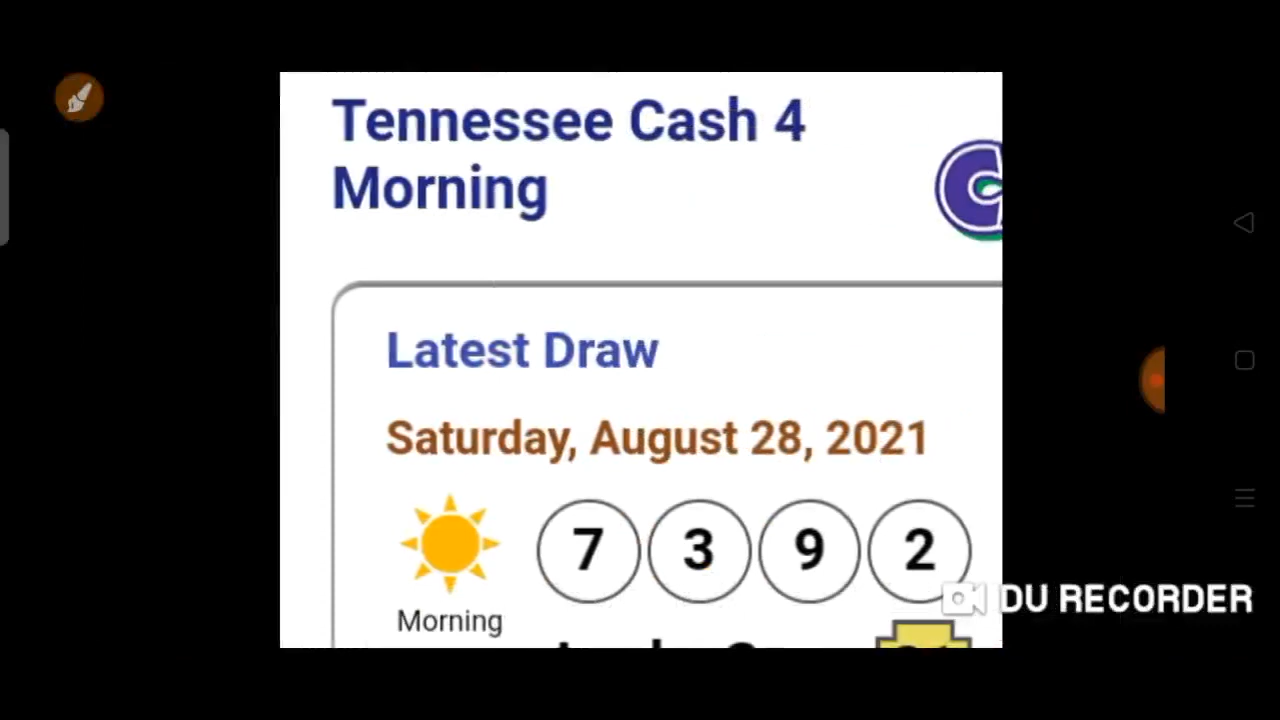 Tennessee Cash 4
Morning
Latest Draw
Saturday, August 28, 2021
7 3 9 2
Morning
DU RECORDER